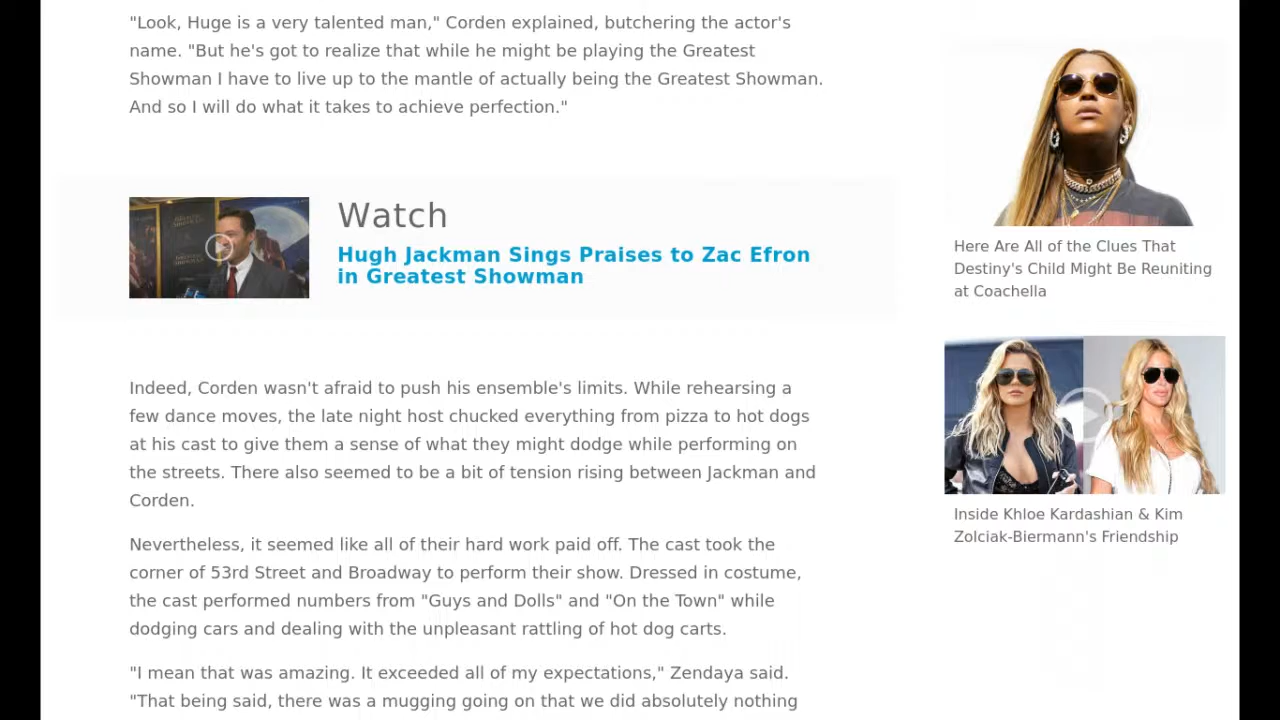 "Look, Huge is a very talented man," Corden explained, butchering the actor's
name. "But he's got to realize that while he might be playing the Greatest
Showman I have to live up to the mantle of actually being the Greatest Showman.
And so I will do what it takes to achieve perfection."
Watch
Hugh Jackman Sings Praises to Zac Efron
in Greatest Showman
Indeed, Corden wasn't afraid to push his ensemble's limits. While rehearsing a
few dance moves, the late night host chucked everything from pizza to hot dogs
at his cast to give them a sense of what they might dodge while performing on
the streets. There also seemed to be a bit of tension rising between Jackman and
Corden.
Nevertheless, it seemed like all of their hard work paid off. The cast took the
corner of 53rd Street and Broadway to perform their show. Dressed in costume,
the cast performed numbers from "Guys and Dolls" and "On the Town" while
dodging cars and dealing with the unpleasant rattling of hot dog carts.
"I mean that was amazing. It exceeded all of my expectations," Zendaya said.
"That being said, there was a mugging going on that we did absolutely nothing
Here Are All of the Clues That
Destiny's Child Might Be Reuniting
at Coachella
Inside Khloe Kardashian & Kim
Zolciak-Biermann's Friendship